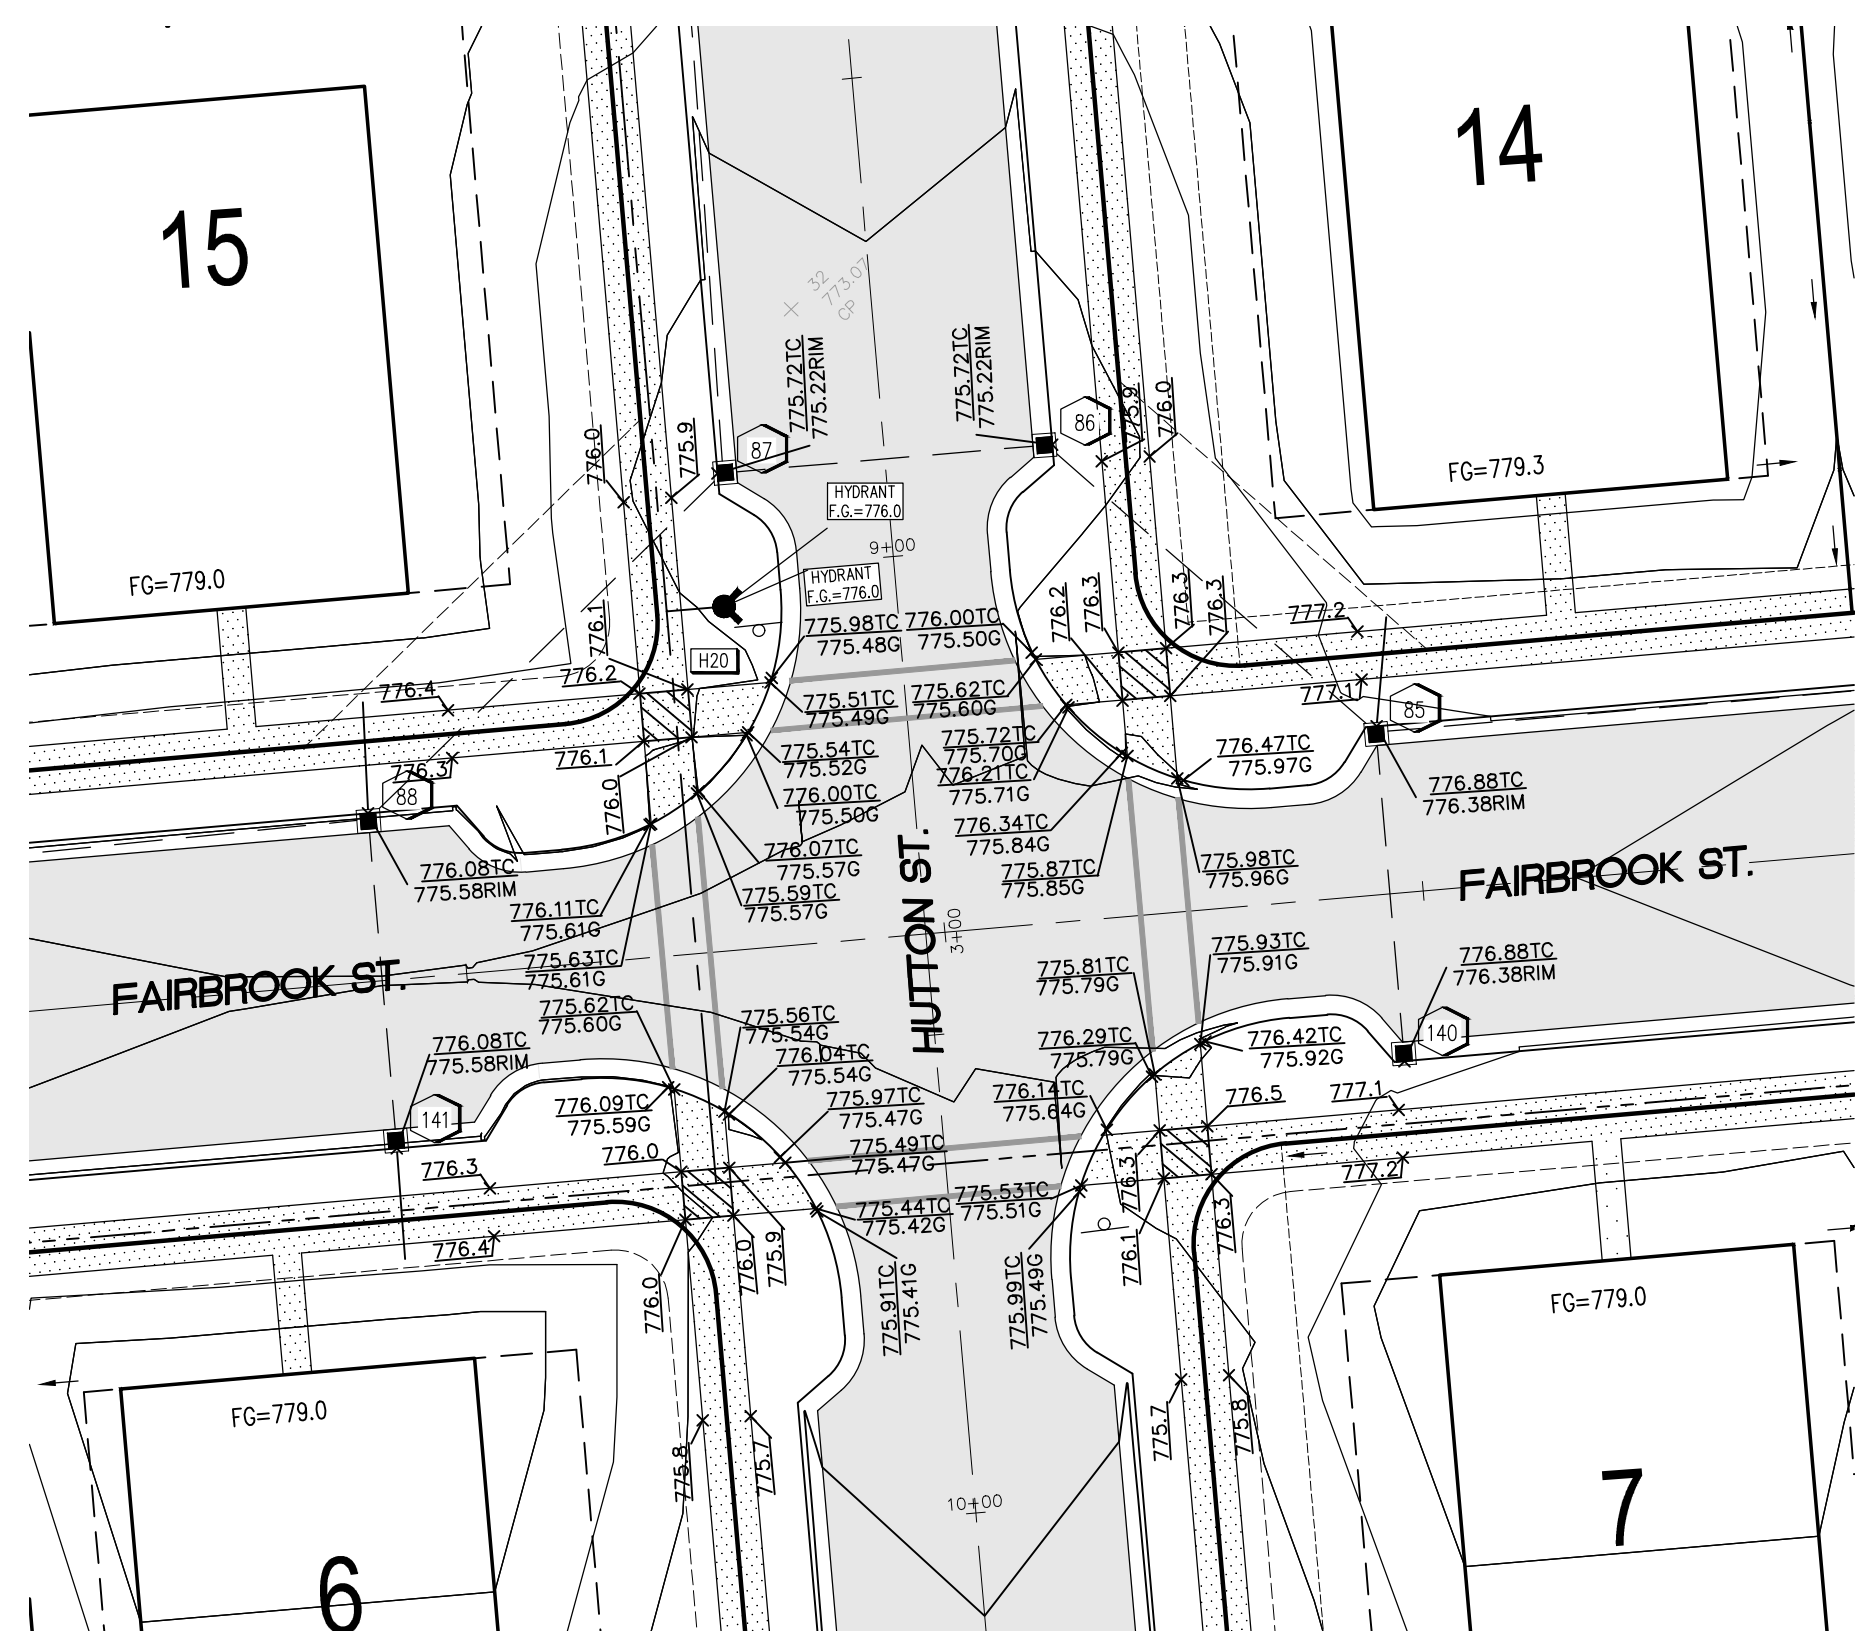 15
14
32
773.07
CP
775.72TC
775.22RIM
775.72TC
775.22RIM
87
86
776.0
775.9
775.9
776.0
HYDRANT
F.G.=776.0
FG=779.3
9+00
HYDRANT
F.G.=776.0
FG=779.0
776.1
775.98TC
775.48G
776.00TC
775.50G
776.2
776.3
776.3
776.3
777.2
H20
776.2
776.4
775.51TC
775.49G
775.62TC
775.60G
777.1
85
775.54TC
775.52G
775.72TC
775.70G
776.47TC
775.97G
776.1
776.3
88
776.0
776.00TC
775.50G
776.21TC
775.71G
776.88TC
776.38RIM
776.34TC
775.84G
776.07TC
775.57G
776.08TC
775.58RIM
775.87TC
775.85G
775.98TC
775.96G
FAIRBROOK ST.
775.59TC
775.57G
776.11TC
775.61G
HUTTON ST.
3+00
775.93TC
775.91G
776.88TC
776.38RIM
775.63TC
775.61G
FAIRBROOK ST.
775.81TC
775.79G
775.62TC
775.60G
775.56TC
775.54G
776.08TC
775.58RIM
776.29TC
775.79G
776.42TC
775.92G
140
776.04TC
775.54G
776.09TC
775.59G
141
775.97TC
775.47G
776.14TC
775.64G
776.5
777.1
775.49TC
775.47G
776.0
776.3
776.3
777.2
775.44TC
775.42G
775.53TC
775.51G
776.4
776.0
776.0
775.9
776.1
776.3
775.91TC
775.41G
775.99TC
775.49G
FG=779.0
FG=779.0
775.8
775.7
775.7
775.8
10+00
6
7